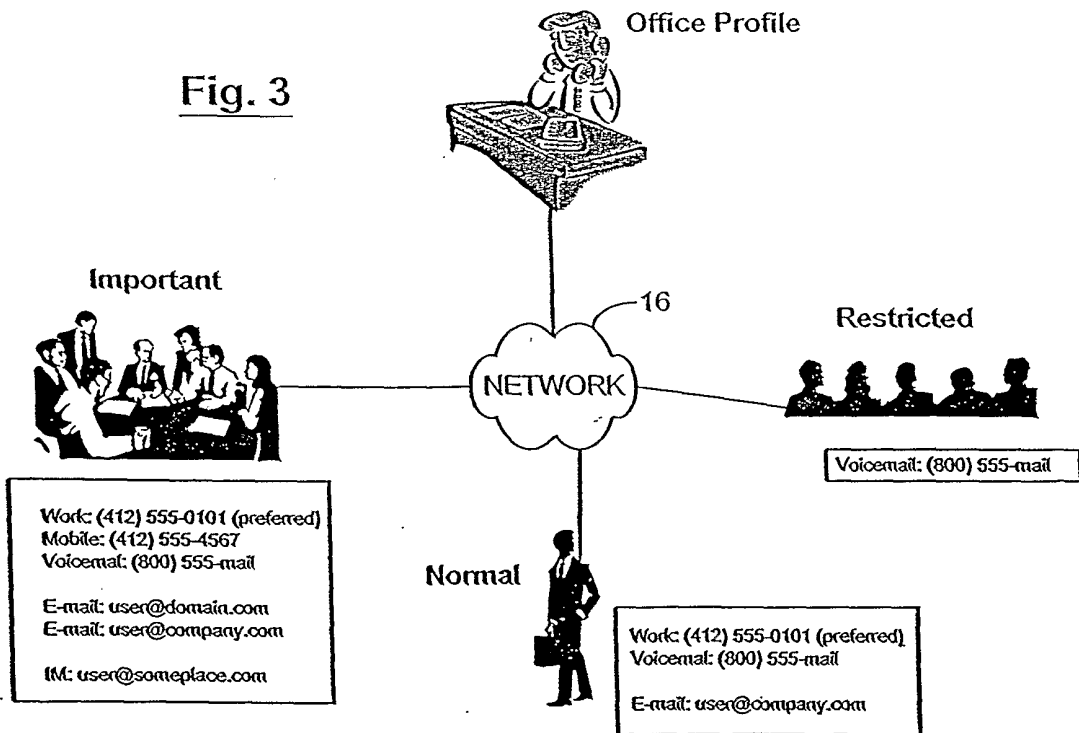 Office Profile
Fig. 3
Important
16
NETWORK
Restricted
Voicemail: (800) 555-mail
Work: (412) 555-0101 (preferred)
Mobile: (412) 555-4567
Voicemal: (800) 555-mail
E-mail: user@domain.com
E-mail: user@company.com
IM: user@someplace.com
Normal
Work: (412) 555-0101 (preferred)
Voicemal: (800) 555-mail
E-mail: user@company.com